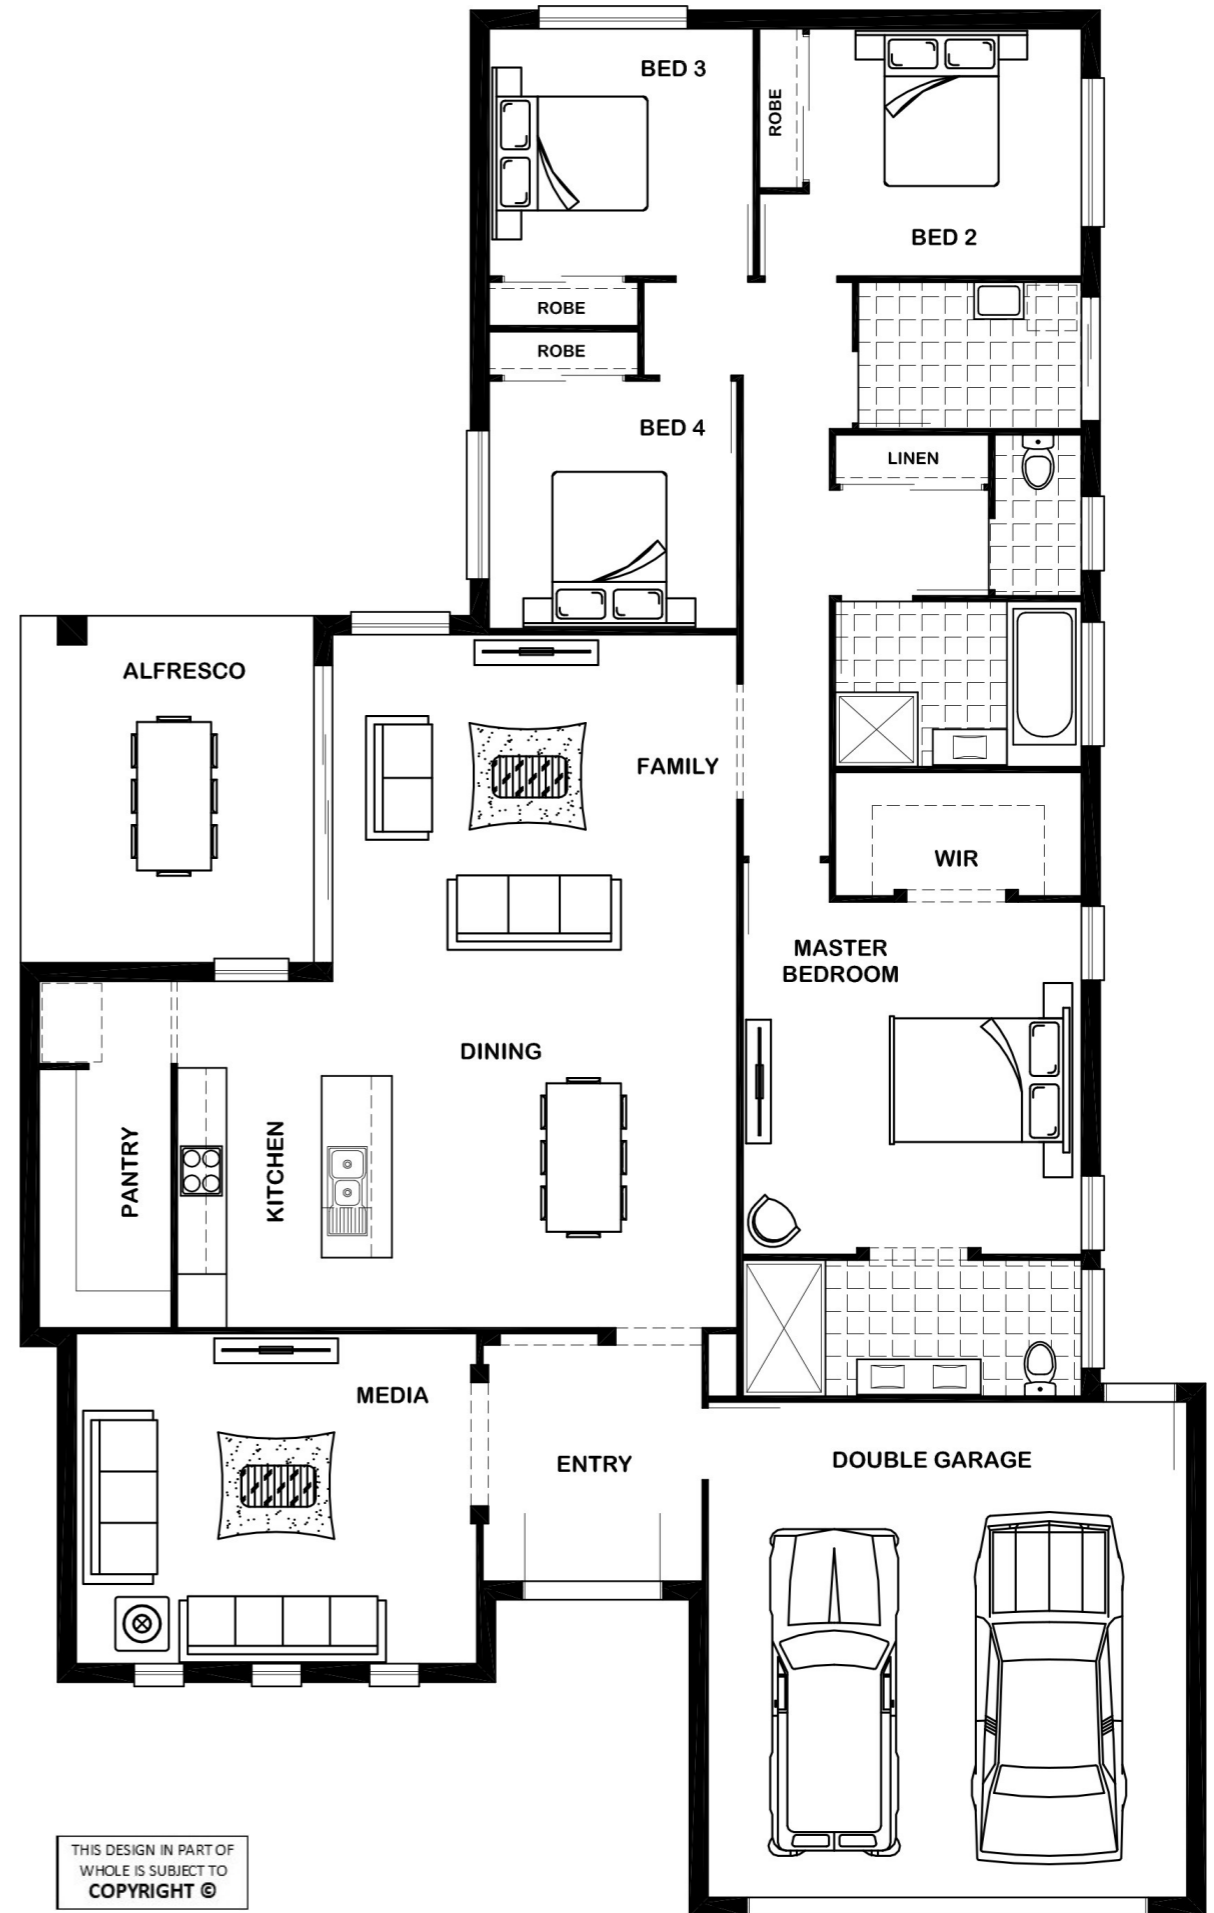 BED 3
ROBE
BED 2
ROBE
ROBE
BED 4
LINEN
ALFRESCO
FAMILY
WIR
MASTER
BEDROOM
DINING
PANTRY
KITCHEN
MEDIA
ENTRY
DOUBLE GARAGE
THIS DESIGN IN PART OF
WHOLE IS SUBJECT TO
COPYRIGHT ©